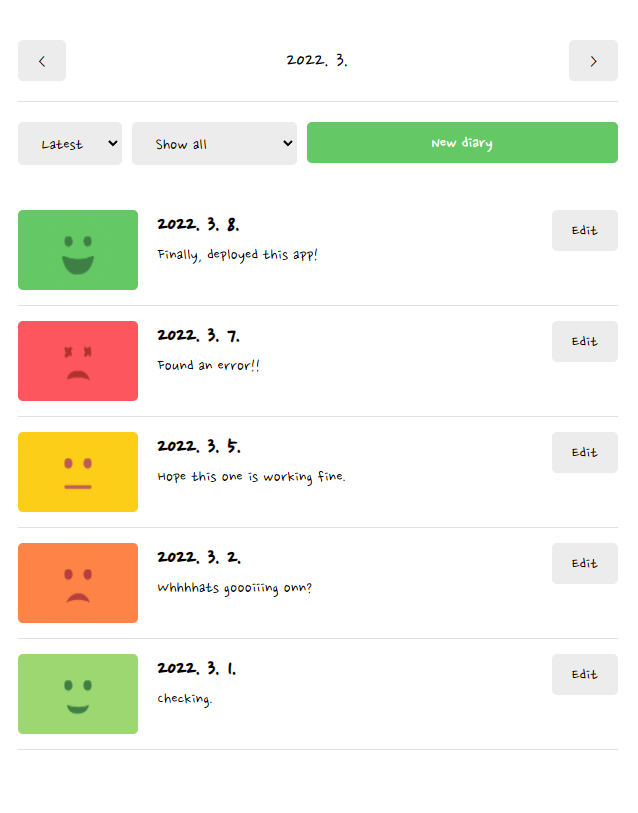 2022. 3.
Latest
Show all
New diary
2022. 3. 8.
Edit
Finally, deployed this app!
2022. 3. 7.
Edit
Found an error!!
2022. 3. 5.
Edit
Hope this one is working fine.
2022. 3. 2.
Edit
Whhhhats goooiiing onn?
2022. 3. 1.
Edit
Checking.